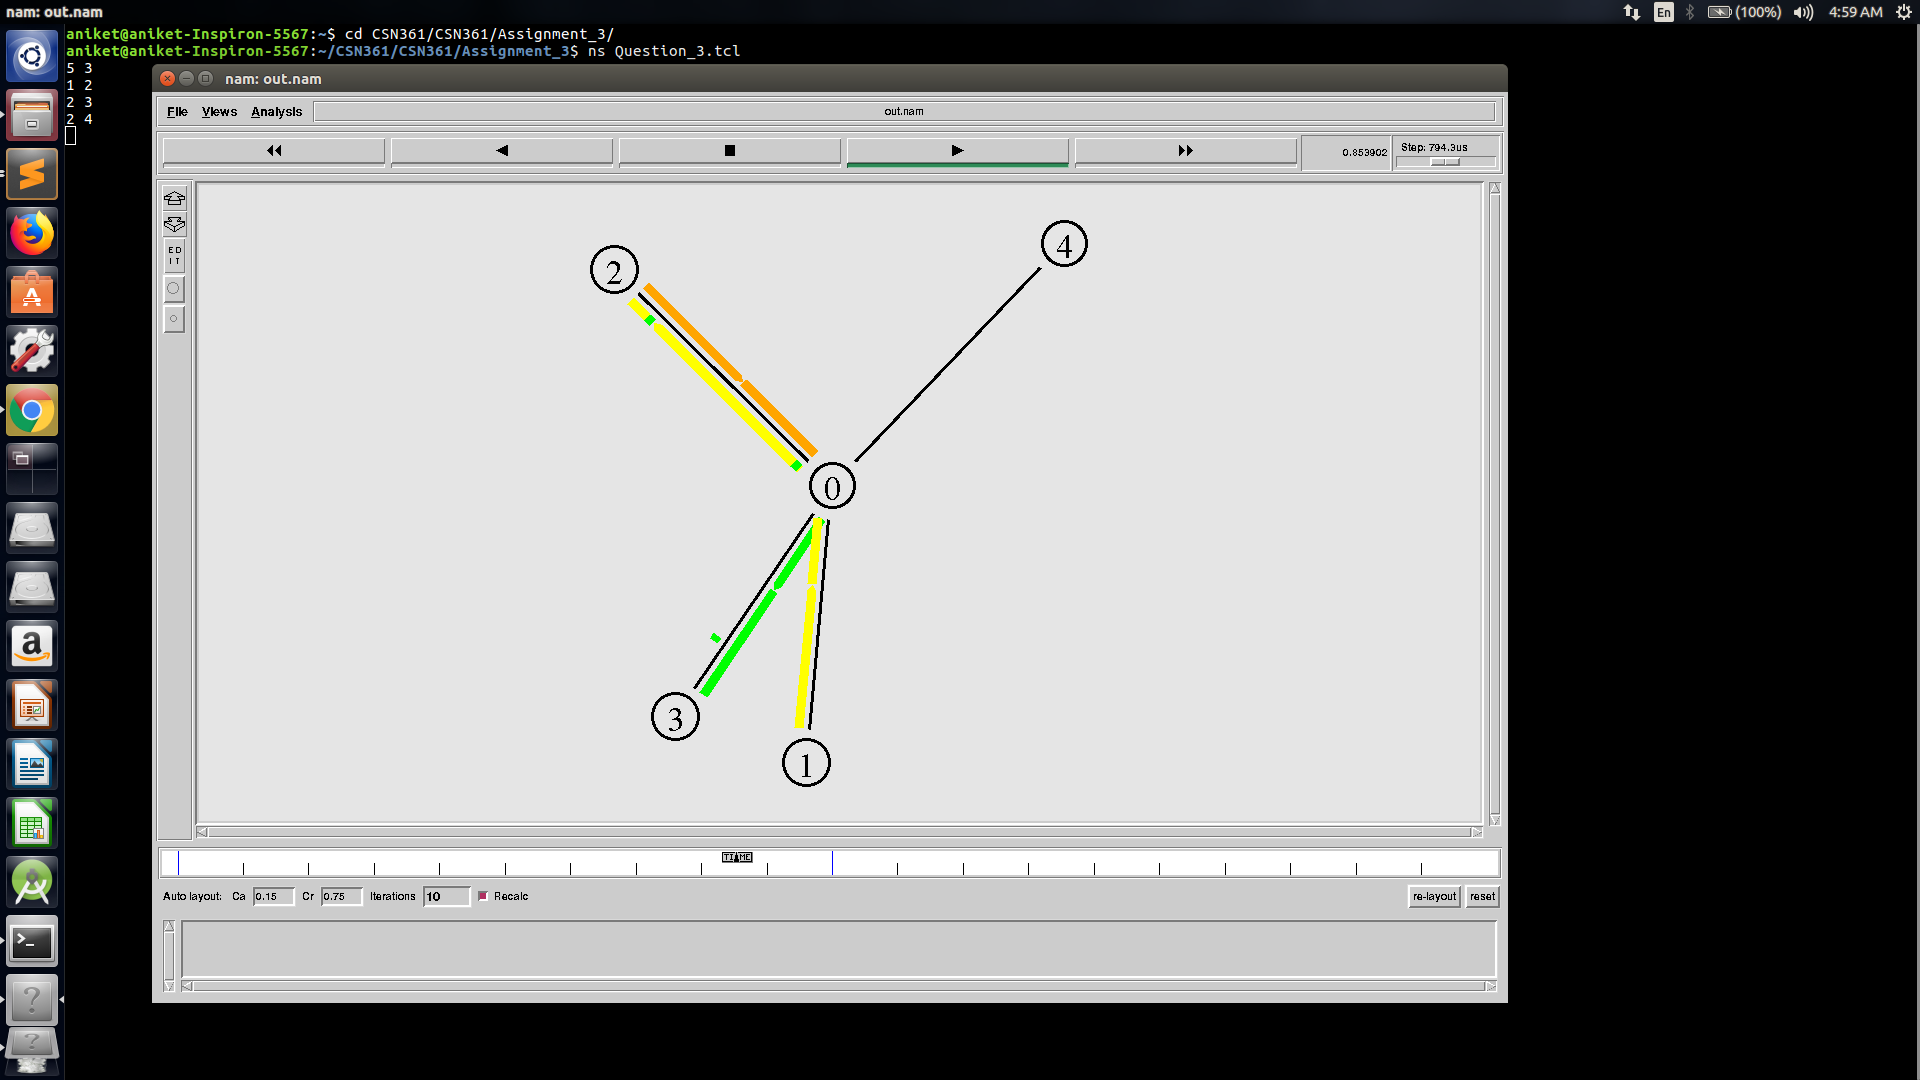 nam: out.nam
En (100%) 4:59 AM
aniket@aniket-Inspiron-5567:~$ cd CSN361/CSN361/Assignment_3/
aniket@aniket-Inspiron-5567:~/CSN361/CSN361/Assignment_3$ ns Question_3.tcl
5 3
1 2
2 3
2 4
nam: out.nam
File Views Analysis out.nam
0.853902 Step: 794.3us
ED
IT
4
2
0
3
1
TIME
Auto layout: Ca 0.15 Cr 0.75 Iterations 10 Recalc re-layout reset